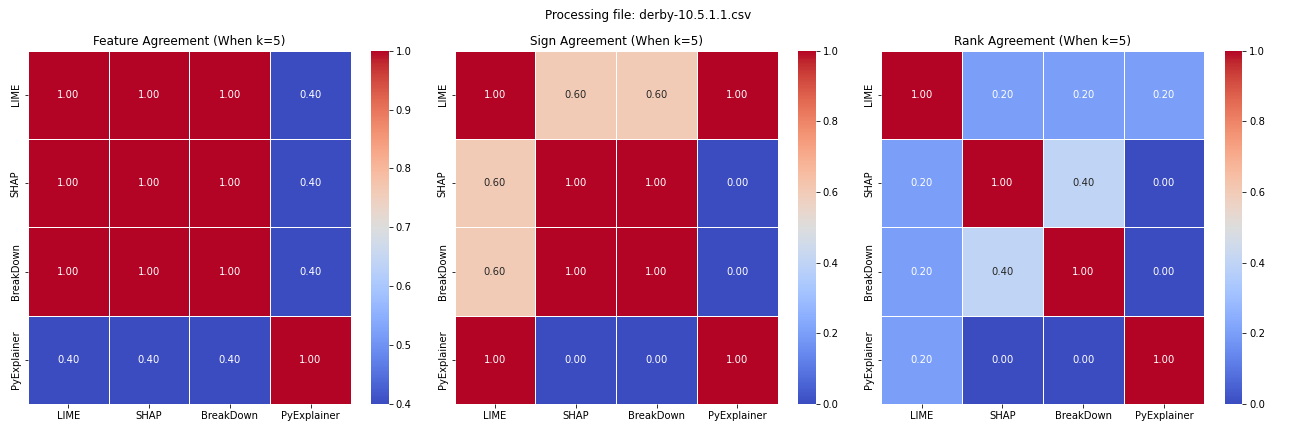 Processing file: derby-10.5.1.1.csv
Feature Agreement (When k=5)
LIME
1.00 1.00 1.00 0.40
SHAP
1.00 1.00 1.00 0.40
BreakDown
1.00 1.00 1.00 0.40
PyExplainer
0.40 0.40 0.40 1.00
LIME SHAP BreakDown PyExplainer
1.0
0.9
0.8
0.7
0.6
0.5
0.4
Sign Agreement (When k=5)
LIME
1.00 0.60 0.60 1.00
SHAP
0.60 1.00 1.00 0.00
BreakDown
0.60 1.00 1.00 0.00
PyExplainer
1.00 0.00 0.00 1.00
LIME SHAP BreakDown PyExplainer
1.0
0.8
0.6
0.4
0.2
0.0
Rank Agreement (When k=5)
LIME
1.00 0.20 0.20 0.20
SHAP
0.20 1.00 0.40 0.00
BreakDown
0.20 0.40 1.00 0.00
PyExplainer
0.20 0.00 0.00 1.00
LIME SHAP BreakDown PyExplainer
1.0
0.8
0.6
0.4
0.2
0.0